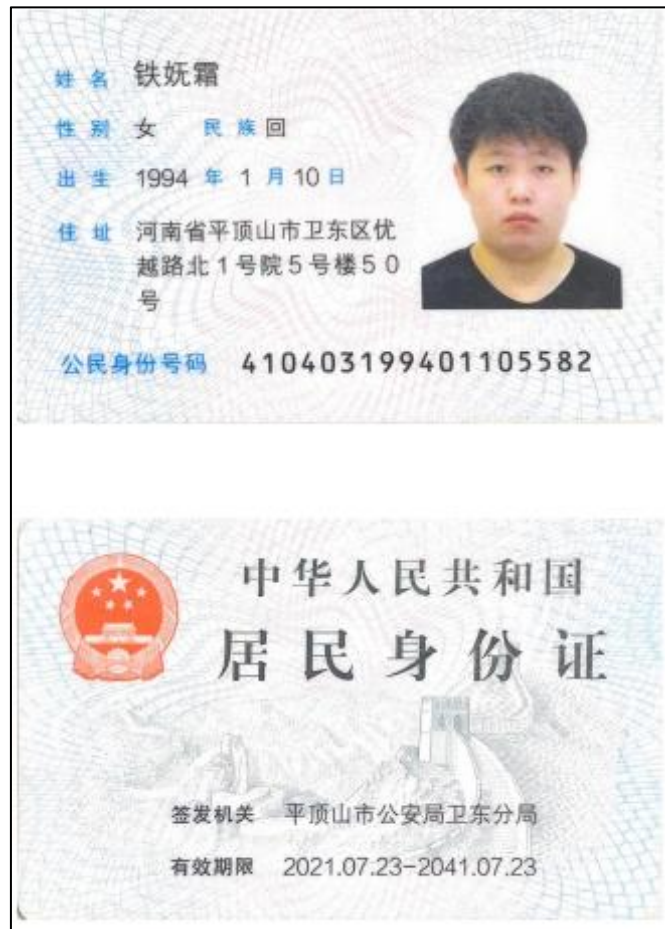 姓名 铁妩霜
性别 女 民族 回
出生 1994 年 1 月 10 日
住址 河南省平顶山市卫东区优
越路北1号院5号楼50
号
公民身份号码 410403199401105582
中华人民共和国
居民身份证
签发机关 平顶山市公安局卫东分局
有效期限 2021.07.23-2041.07.23